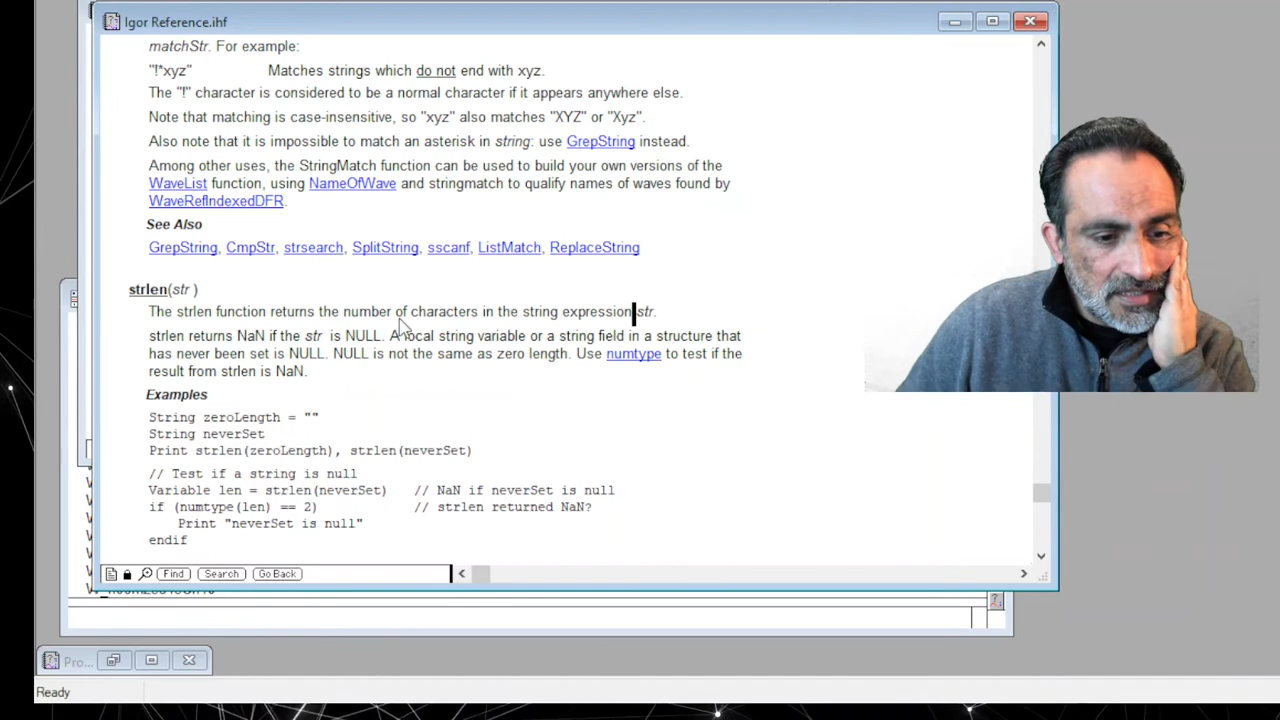 Igor Reference.ihf
matchStr. For example:
"!*xyz" Matches strings which do not end with xyz.
The "!" character is considered to be a normal character if it appears anywhere else.
Note that matching is case-insensitive, so "xyz" also matches "XYZ" or "Xyz".
Also note that it is impossible to match an asterisk in string: use GrepString instead.
Among other uses, the StringMatch function can be used to build your own versions of the
WaveList function, using NameOfWave and stringmatch to qualify names of waves found by
WaveRefIndexedDFR.
See Also
GrepString, CmpStr, strsearch, SplitString, sscanf, ListMatch, ReplaceString
strlen(str )
The strlen function returns the number of characters in the string expression str.
strlen returns NaN if the str is NULL. A local string variable or a string field in a structure that
has never been set is NULL. NULL is not the same as zero length. Use numtype to test if the
result from strlen is NaN.
Examples
String zeroLength = ""
String neverSet
Print strlen(zeroLength), strlen(neverSet)
// Test if a string is null
Variable len = strlen(neverSet) // NaN if neverSet is null
if (numtype(len) == 2) // strlen returned NaN?
Print "neverSet is null"
endif
Find Search Go Back
Pro...
Ready